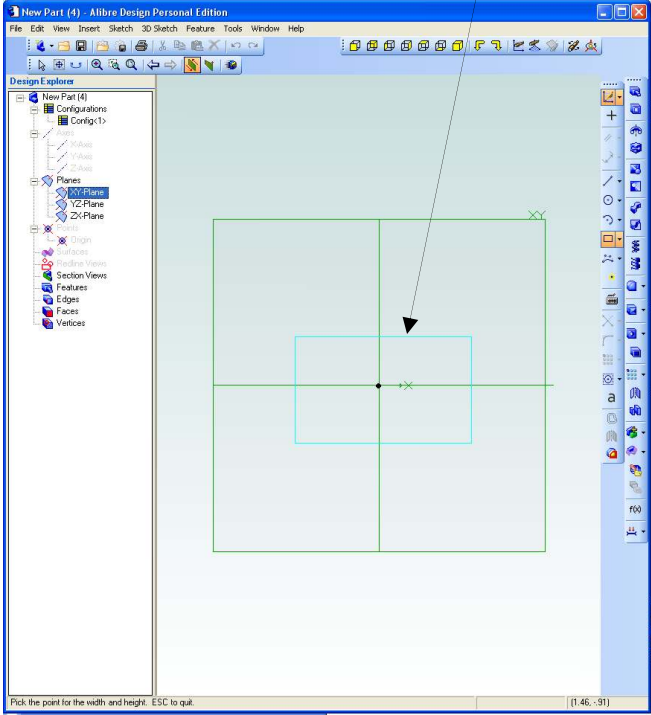 New Part (4) - Alibre Design Personal Edition
File Edit View Insert Sketch 3D Sketch Feature Tools Window Help
Design Explorer
New Part (4)
Configurations
Config<1>
Axes
X-Axis
Y-Axis
Z-Axis
Planes
XY-Plane
YZ-Plane
ZX-Plane
Points
Origin
Surfaces
Redline Views
Section Views
Features
Edges
Faces
Vertices
XY
X
a
f(x)
Pick the point for the width and height. ESC to quit.
(1.46, -.91)